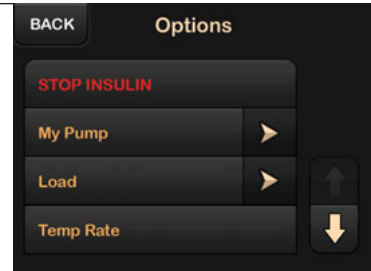 BACK
Options
STOP INSULIN
My Pump
Load
Temp Rate